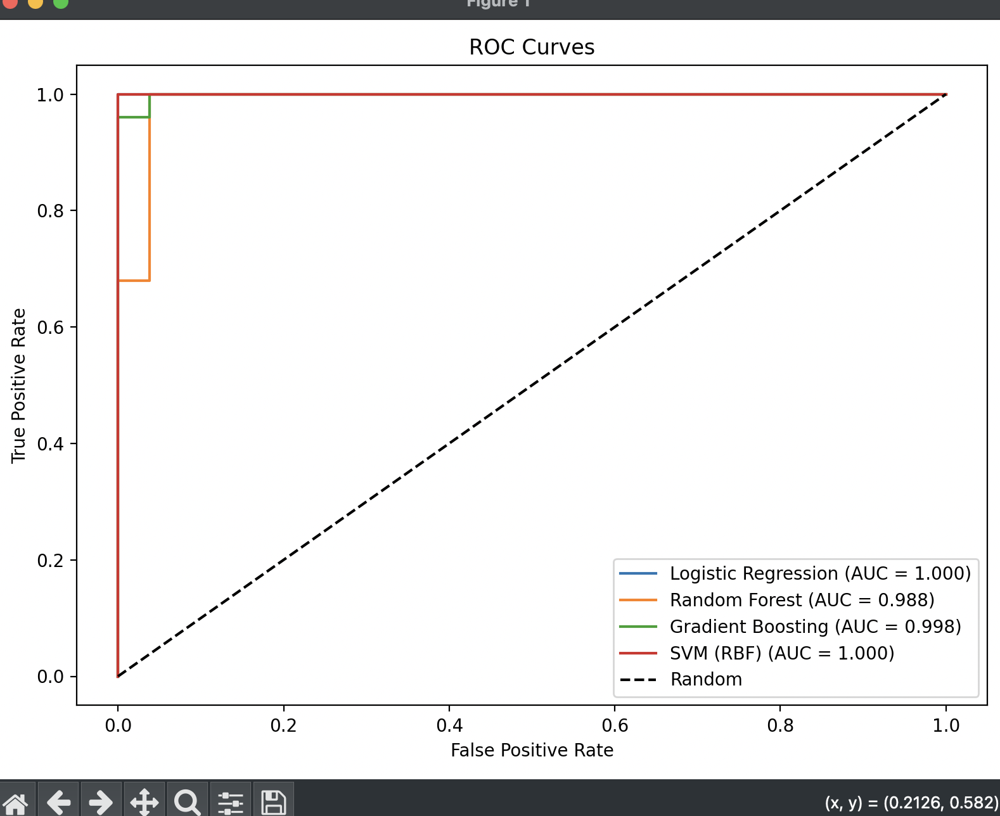 Figure 1
ROC Curves
1.0
0.8
0.6
0.4
0.2
0.0
True Positive Rate
0.0 0.2 0.4 0.6 0.8 1.0
False Positive Rate
Logistic Regression (AUC = 1.000)
Random Forest (AUC = 0.988)
Gradient Boosting (AUC = 0.998)
SVM (RBF) (AUC = 1.000)
Random
(x, y) = (0.2126, 0.582)